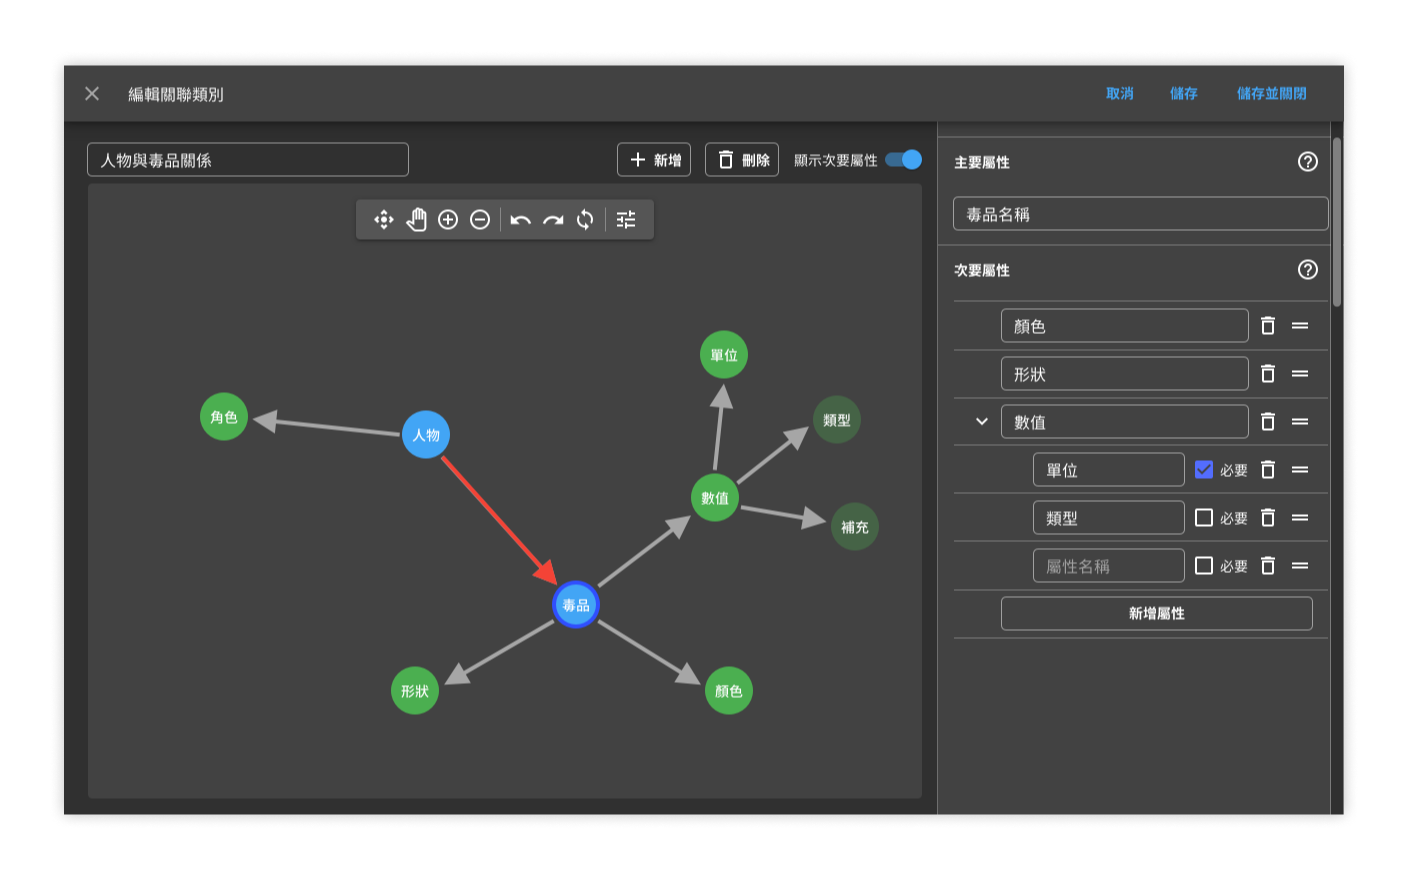 編輯關聯類別
取消
儲存
儲存並關閉
人物與毒品關係
新增
刪除
顯示次要屬性
主要屬性
毒品名稱
次要屬性
顏色
形狀
數值
單位
必要
類型
必要
屬性名稱
必要
新增屬性
單位
類型
角色
人物
數值
補充
毒品
形狀
顏色